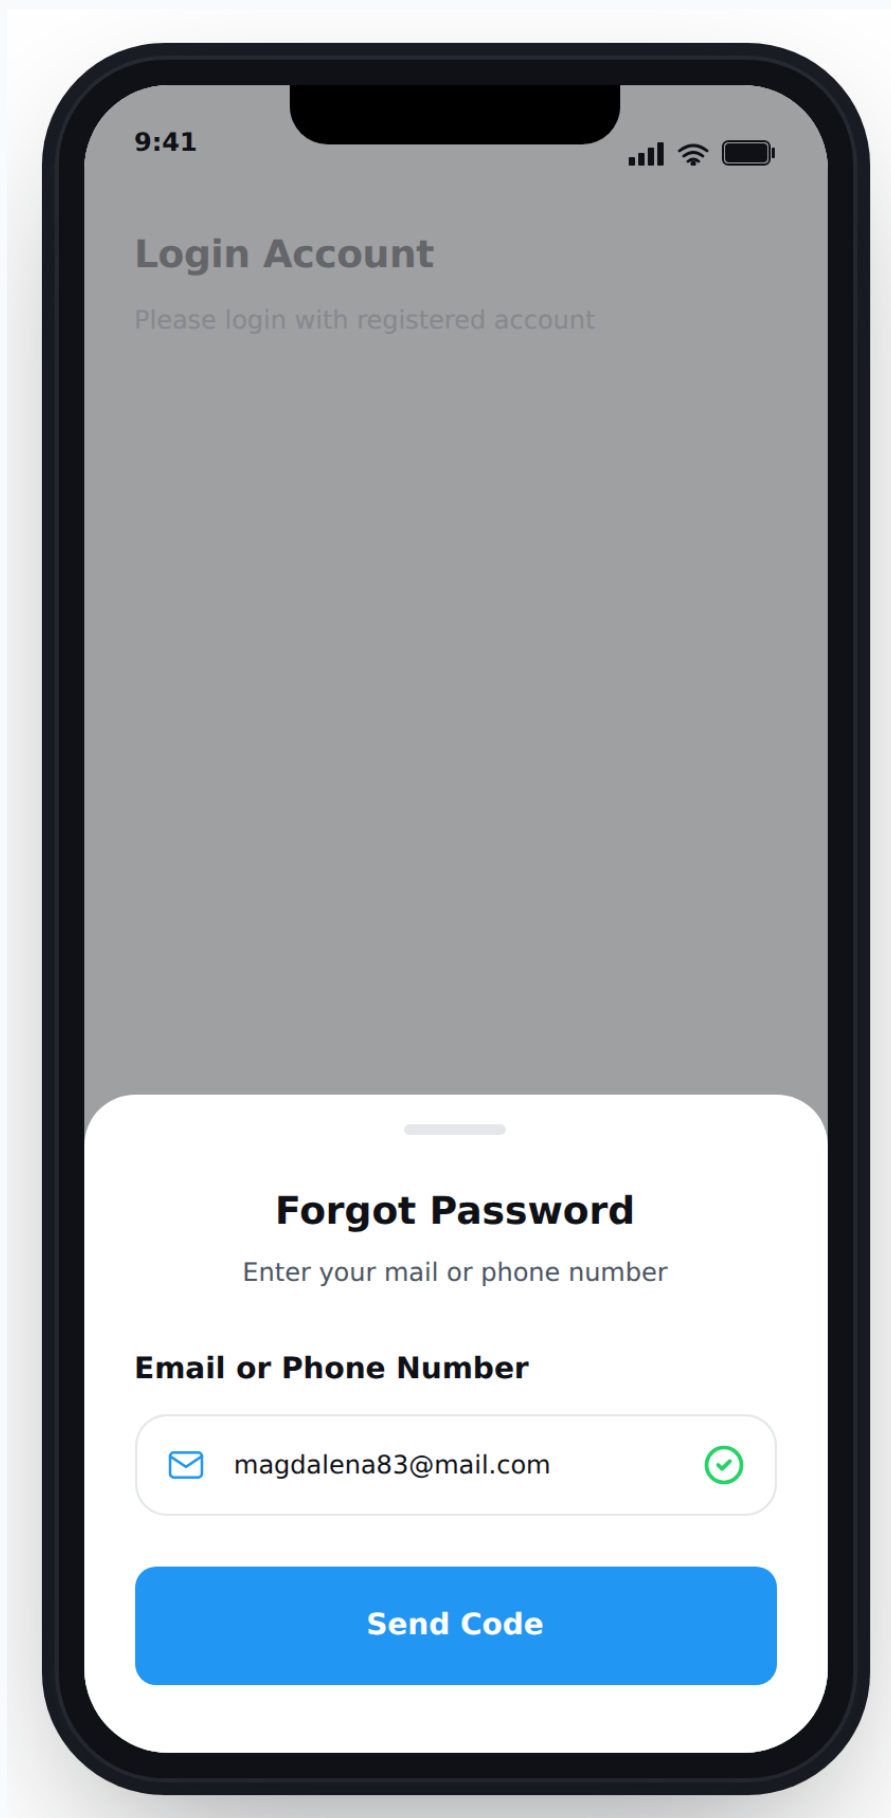 9:41
Login Account
Please login with registered account
Forgot Password
Enter your mail or phone number
Email or Phone Number
magdalena83@mail.com
Send Code